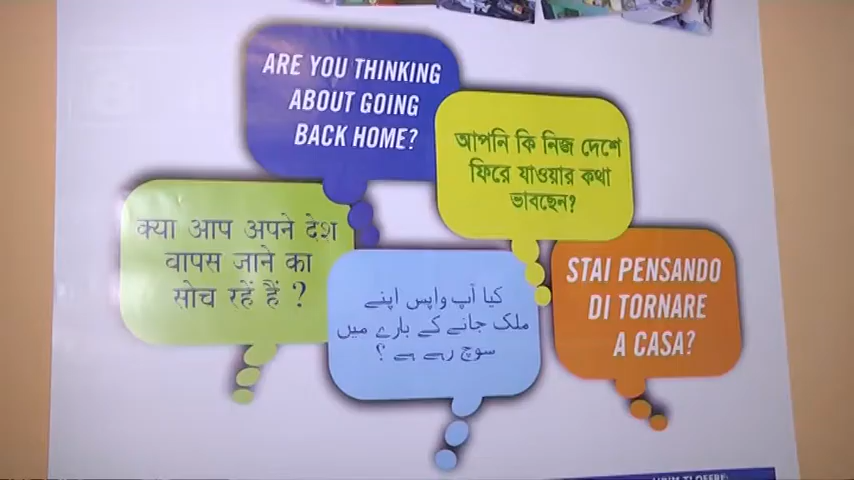 ARE YOU THINKING
ABOUT GOING
BACK HOME?
আপনি কি নিজ দেশে
ফিরে যাওয়ার কথা
ভাবছেন?
क्या आप अपने देश
वापस जाने का
सोच रहें हैं ?
کیا آپ واپس اپنے
ملک جانے کے بارے میں
سوچ رہے ہے ؟
STAI PENSANDO
DI TORNARE
A CASA?